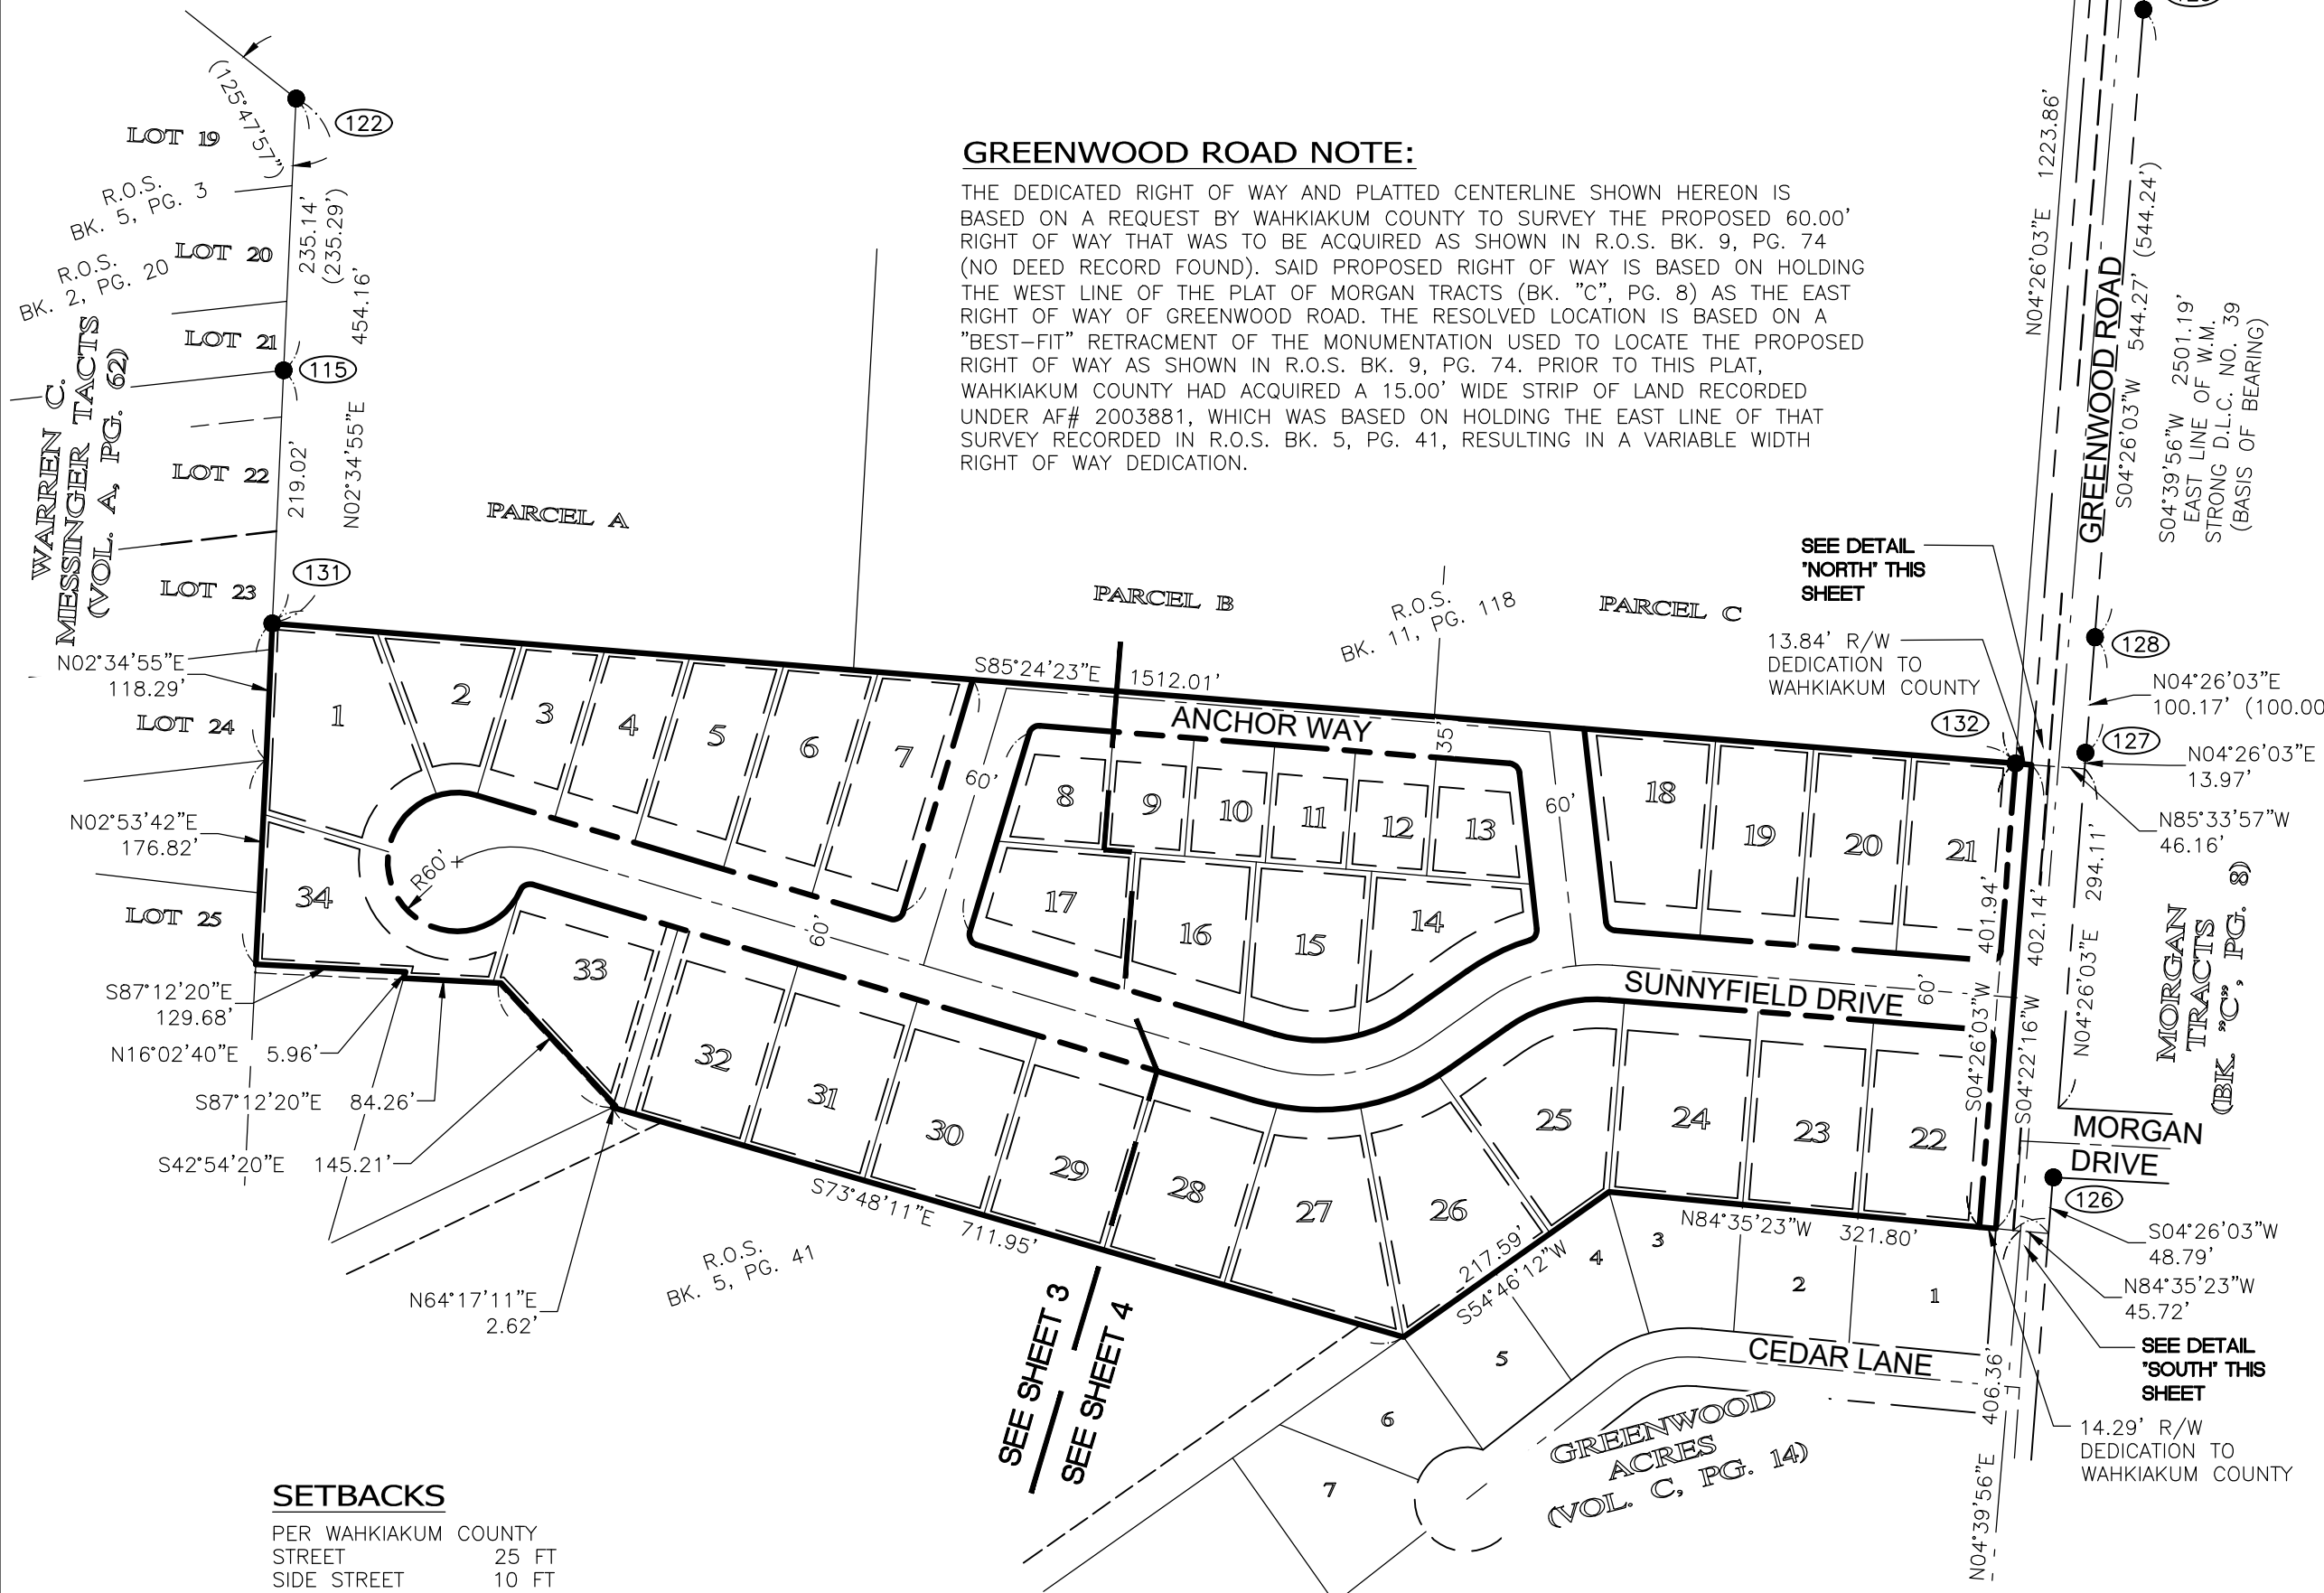 122
(125°47'57")
LOT 19
R.O.S.
BK. 5, PG. 3
LOT 20
R.O.S.
BK. 2, PG. 20
235.14'
(235.29')
LOT 21
115
N02°34'55"E 454.16'
WARREN C.
MESSINGER TACTS
(VOL. A, PG. 62)
LOT 22
219.02'
LOT 23
131
N02°34'55"E
118.29'
LOT 24
N02°53'42"E
176.82'
LOT 25
S87°12'20"E
129.68'
N16°02'40"E 5.96'
S87°12'20"E 84.26'
S42°54'20"E 145.21'
N64°17'11"E
2.62'
GREENWOOD ROAD NOTE:
THE DEDICATED RIGHT OF WAY AND PLATTED CENTERLINE SHOWN HEREON IS
BASED ON A REQUEST BY WAHKIAKUM COUNTY TO SURVEY THE PROPOSED 60.00'
RIGHT OF WAY THAT WAS TO BE ACQUIRED AS SHOWN IN R.O.S. BK. 9, PG. 74
(NO DEED RECORD FOUND). SAID PROPOSED RIGHT OF WAY IS BASED ON HOLDING
THE WEST LINE OF THE PLAT OF MORGAN TRACTS (BK. "C", PG. 8) AS THE EAST
RIGHT OF WAY OF GREENWOOD ROAD. THE RESOLVED LOCATION IS BASED ON A
"BEST-FIT" RETRACMENT OF THE MONUMENTATION USED TO LOCATE THE PROPOSED
RIGHT OF WAY AS SHOWN IN R.O.S. BK. 9, PG. 74. PRIOR TO THIS PLAT,
WAHKIAKUM COUNTY HAD ACQUIRED A 15.00' WIDE STRIP OF LAND RECORDED
UNDER AF# 2003881, WHICH WAS BASED ON HOLDING THE EAST LINE OF THAT
SURVEY RECORDED IN R.O.S. BK. 5, PG. 41, RESULTING IN A VARIABLE WIDTH
RIGHT OF WAY DEDICATION.
PARCEL A
PARCEL B
R.O.S.
BK. 11, PG. 118
PARCEL C
S85°24'23"E 1512.01'
ANCHOR WAY
35'
60'
60'
60'
60'
R60'
1
2
3
4
5
6
7
8
9
10
11
12
13
14
15
16
17
18
19
20
21
22
23
24
25
26
27
28
29
30
31
32
33
34
SUNNYFIELD DRIVE
S73°48'11"E 711.95'
R.O.S.
BK. 5, PG. 41
SEE SHEET 3
SEE SHEET 4
217.59'
S54°46'12"W
N84°35'23"W 321.80'
1
2
3
4
5
6
7
CEDAR LANE
GREENWOOD
ACRES
(VOL. C, PG. 14)
N04°26'03"E 1223.86'
GREENWOOD ROAD
S04°26'03"W 544.27' (544.24')
S04°39'56"W 2501.19'
EAST LINE OF W.M.
STRONG D.L.C. NO. 39
(BASIS OF BEARING)
SEE DETAIL
"NORTH" THIS
SHEET
13.84' R/W
DEDICATION TO
WAHKIAKUM COUNTY
132
128
N04°26'03"E
100.17' (100.00
127
N04°26'03"E
13.97'
N85°33'57"W
46.16'
N04°26'03"E 294.11'
MORGAN
TRACTS
(BK. "C", PG. 8)
S04°26'03"W 401.94'
S04°22'16"W 402.14'
MORGAN
DRIVE
126
S04°26'03"W
48.79'
N84°35'23"W
45.72'
SEE DETAIL
"SOUTH" THIS
SHEET
14.29' R/W
DEDICATION TO
WAHKIAKUM COUNTY
N04°39'56"E 406.36'
SETBACKS
PER WAHKIAKUM COUNTY
STREET 25 FT
SIDE STREET 10 FT